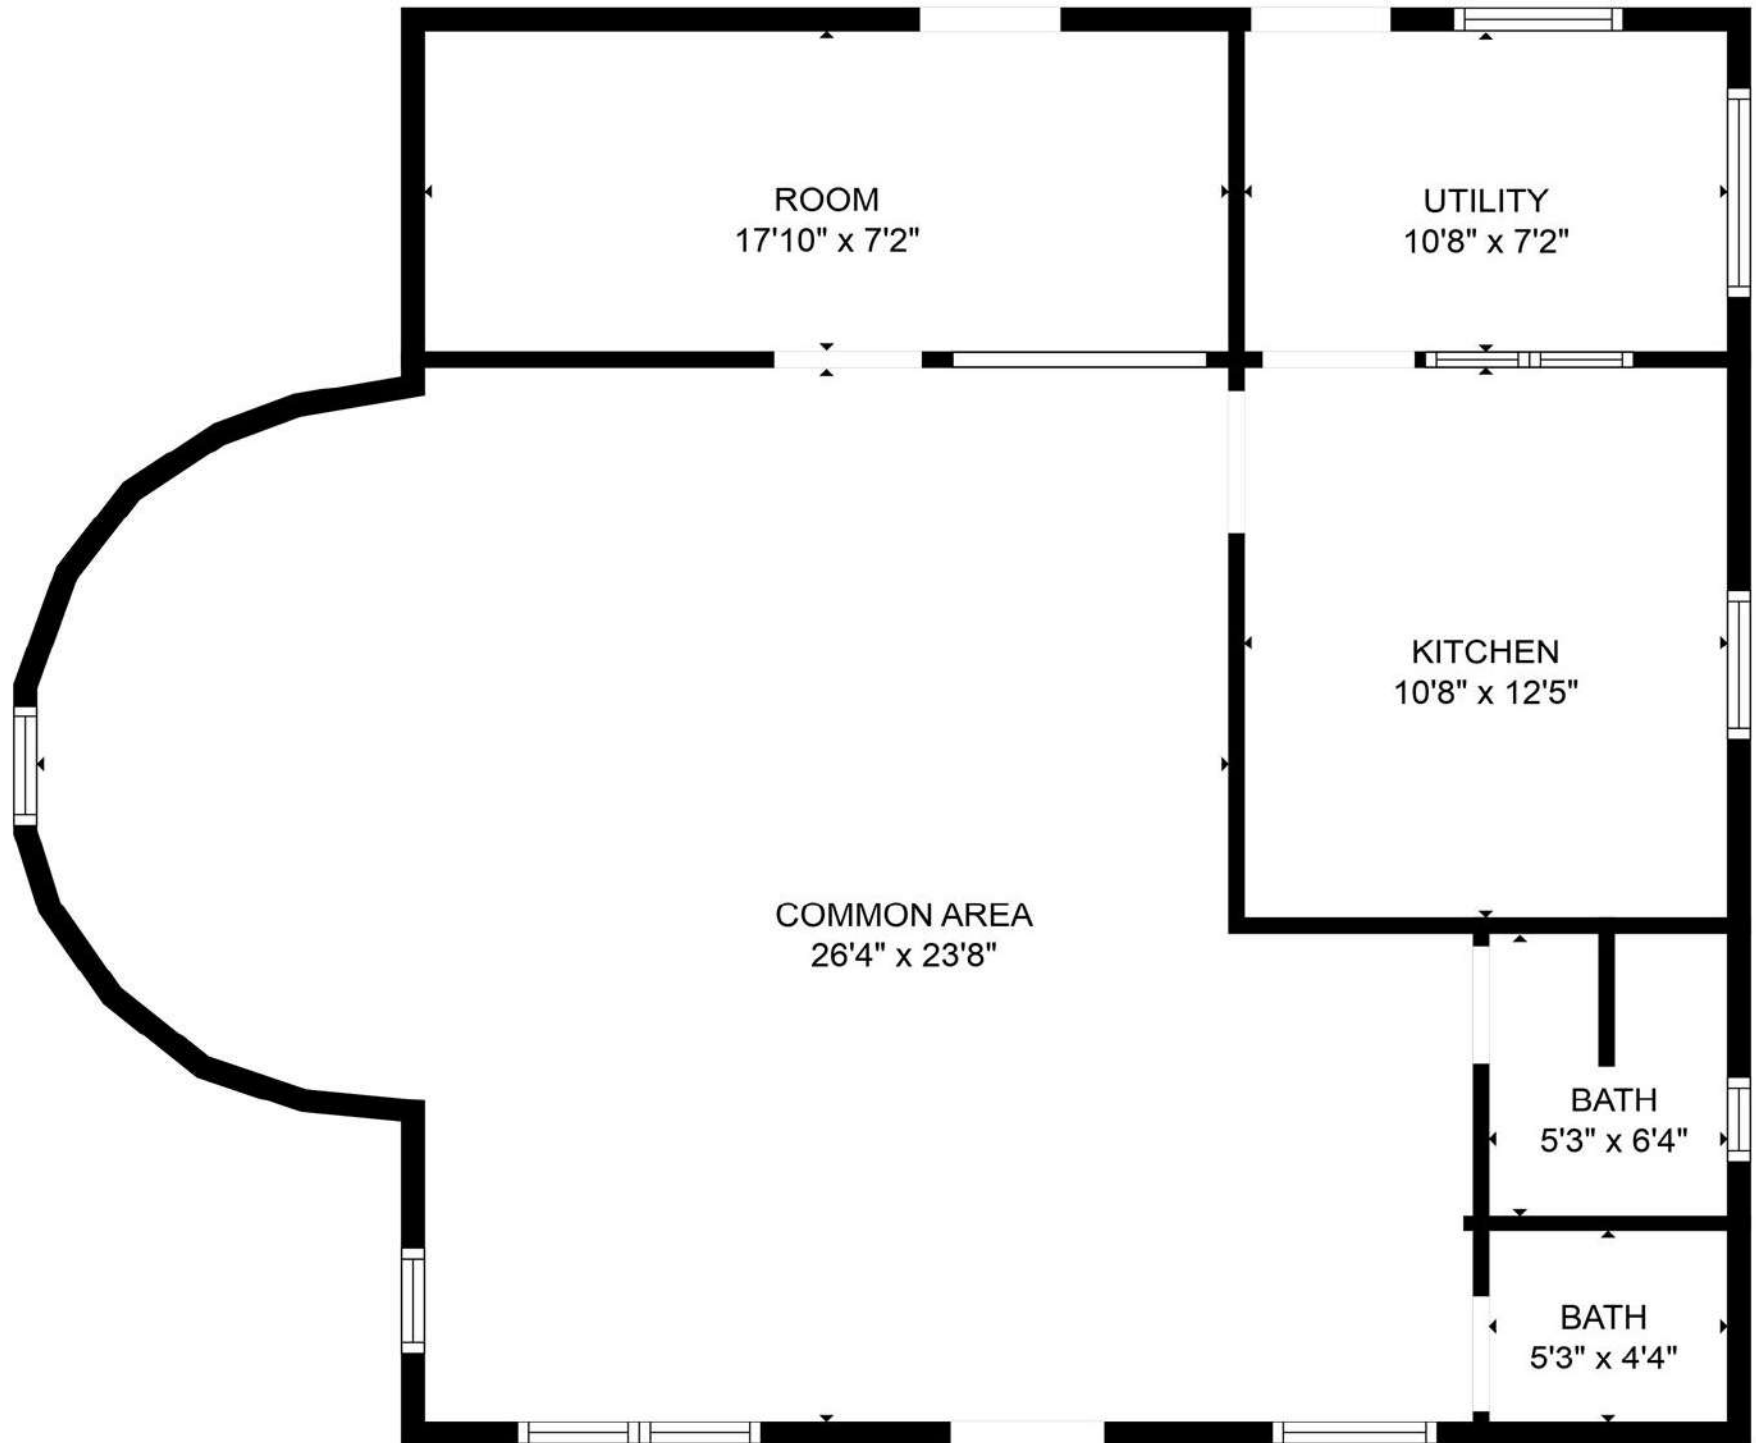 ROOM
17'10" x 7'2"
UTILITY
10'8" x 7'2"
KITCHEN
10'8" x 12'5"
COMMON AREA
26'4" x 23'8"
BATH
5'3" x 6'4"
BATH
5'3" x 4'4"